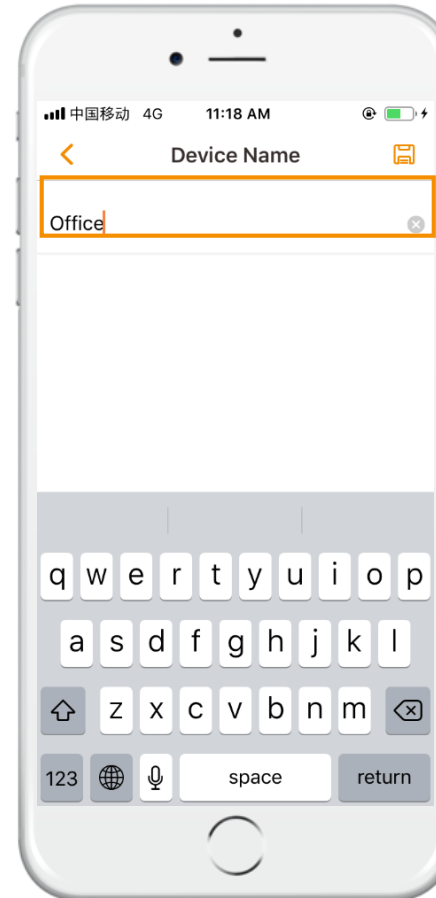 中国移动 4G 11:18 AM
Device Name
Office
q w e r t y u i o p
a s d f g h j k l
z x c v b n m
123 space return